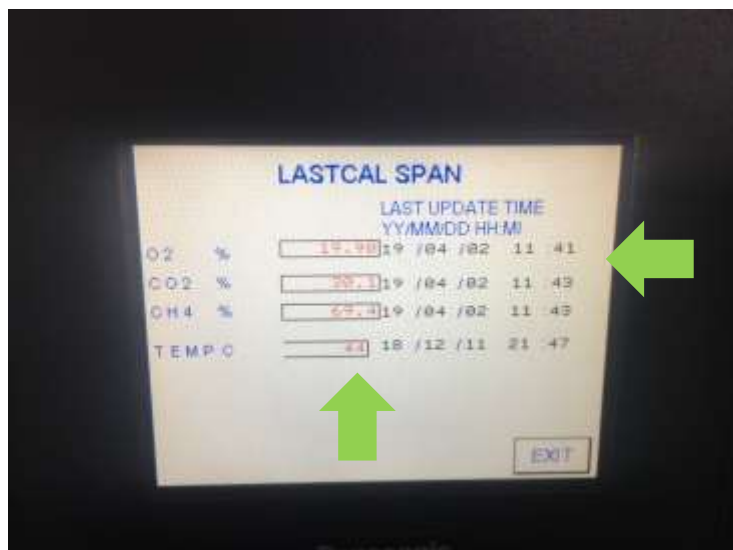 LASTCAL SPAN
LAST UPDATE TIME
YY/MM/DD HH:MI
O2 % 19.90 19 /04 /02 11 :41
CO2 % 20.1 19 /04 /02 11 :43
CH4 % 69.4 19 /04 /02 11 :43
TEMP C 18 /12 /11 21 :47
EXIT